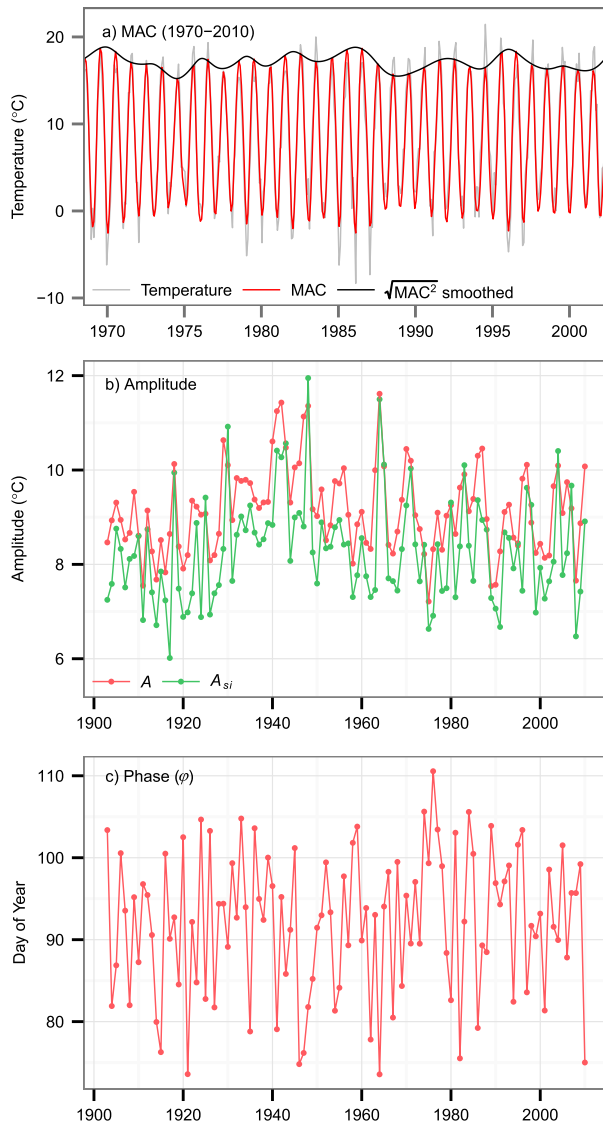 a) MAC (1970−2010)
20
10
0
−10
Temperature (°C)
Temperature MAC √MAC² smoothed
1970 1975 1980 1985 1990 1995 2000
b) Amplitude
12
10
8
6
Amplitude (°C)
A A si
1900 1920 1940 1960 1980 2000
c) Phase (φ)
110
100
90
80
Day of Year
1900 1920 1940 1960 1980 2000